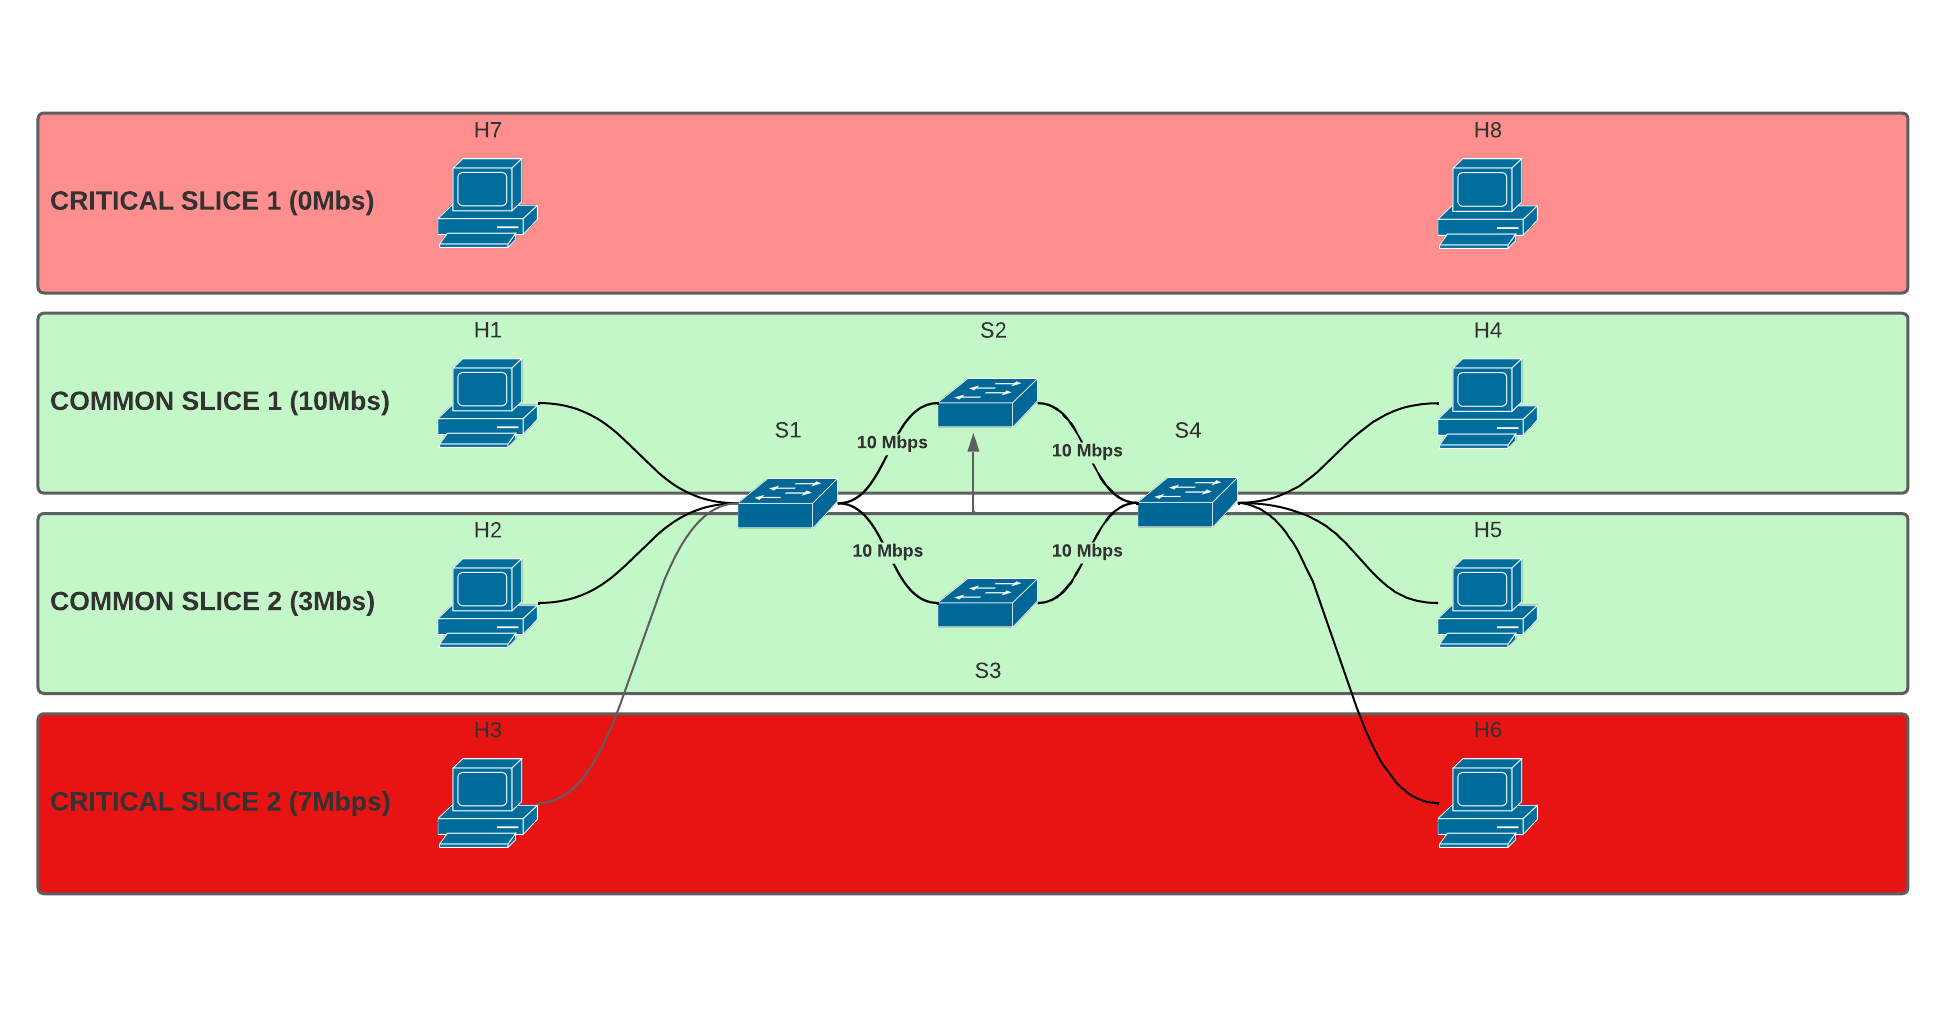 H7
H8
CRITICAL SLICE 1 (0Mbs)
H1
S2
H4
COMMON SLICE 1 (10Mbs)
S1
S4
10 Mbps
10 Mbps
H2
H5
10 Mbps
10 Mbps
COMMON SLICE 2 (3Mbs)
S3
H3
H6
CRITICAL SLICE 2 (7Mbps)